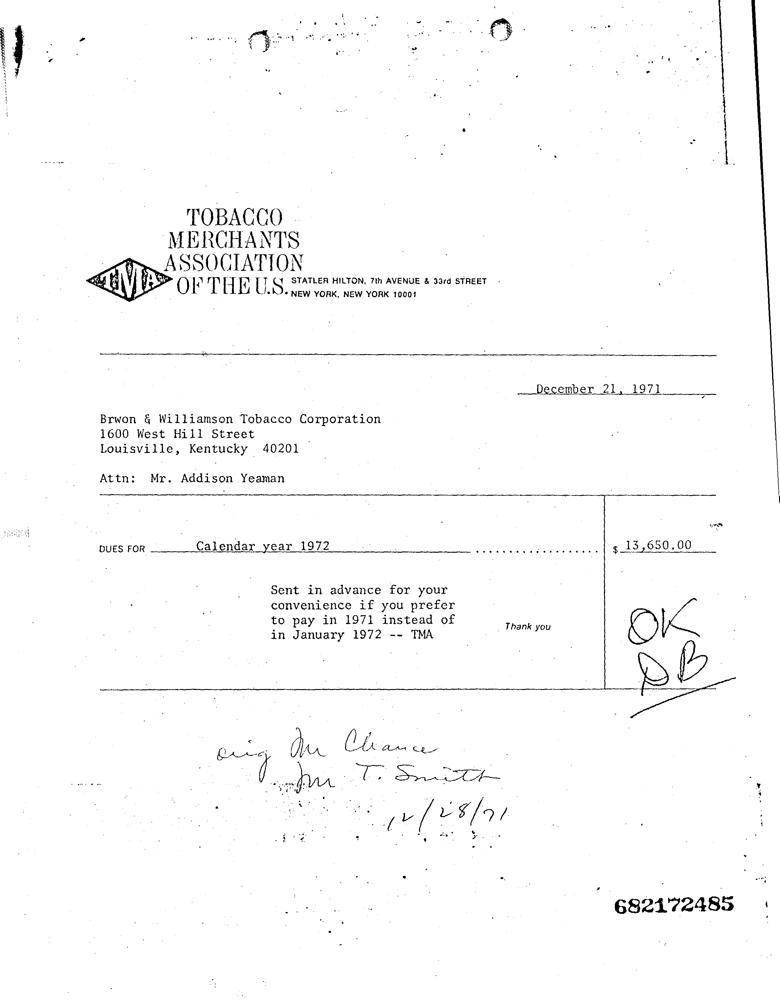 TOBACCO
MERCHANTS
ASSOCIATION
OF THE U.S.
TMA
STATLER HILTON, 7th AVENUE & 33rd STREET
NEW YORK, NEW YORK 10001
December 21, 1971
Brwon & Williamson Tobacco Corporation
1600 West Hill Street
Louisville, Kentucky 40201
Attn: Mr. Addison Yeaman
DUES FOR Calendar year 1972 .................. $ 13,650.00
Sent in advance for your
convenience if you prefer
to pay in 1971 instead of
in January 1972 -- TMA
Thank you
OK
DB
orig Mr Chance
Mr T. Smith
12/28/71
682172485